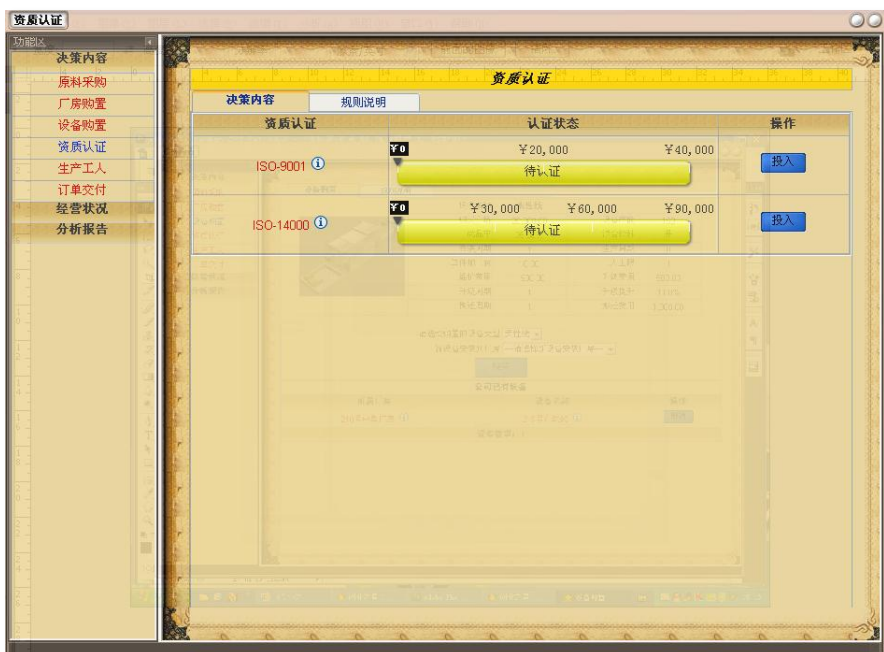 资质认证
功能区
决策内容
原料采购
厂房购置
设备购置
资质认证
生产工人
订单交付
经营状况
分析报告
资质认证
决策内容 规则说明
资质认证 认证状态 操作
¥0 ¥20,000 ¥40,000
ISO-9001 待认证 投入
¥0 ¥30,000 ¥60,000 ¥90,000
ISO-14000 待认证 投入